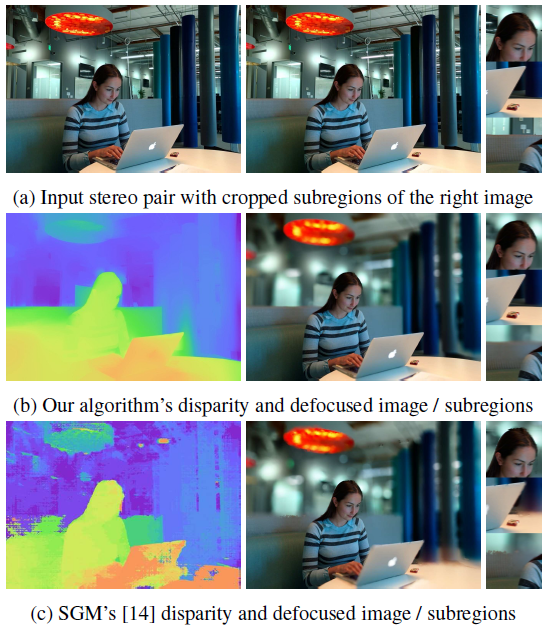 (a) Input stereo pair with cropped subregions of the right image
(b) Our algorithm's disparity and defocused image / subregions
(c) SGM's [14] disparity and defocused image / subregions